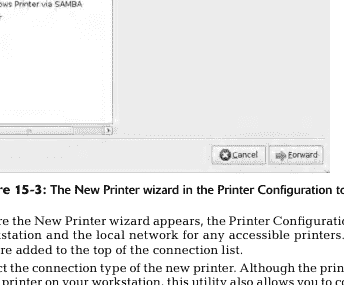 ows Printer via SAMBA
Cancel
Forward
re 15-3: The New Printer wizard in the Printer Configuration to
re the New Printer wizard appears, the Printer Configuratio
kstation and the local network for any accessible printers.
re added to the top of the connection list.
ct the connection type of the new printer. Although the prin
printer on your workstation, this utility also allows you to co